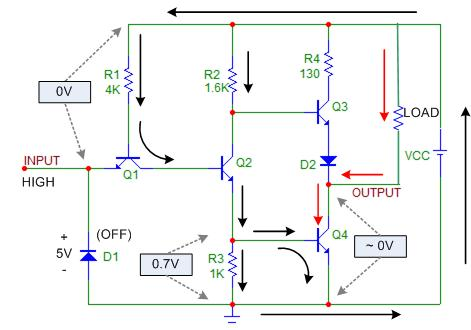 R1
4K
R2
1.6K
R4
130
0V
Q3
LOAD
VCC
INPUT
HIGH
Q1
Q2
D2
OUTPUT
+
5V
-
(OFF)
D1
0.7V
R3
1K
Q4
~ 0V